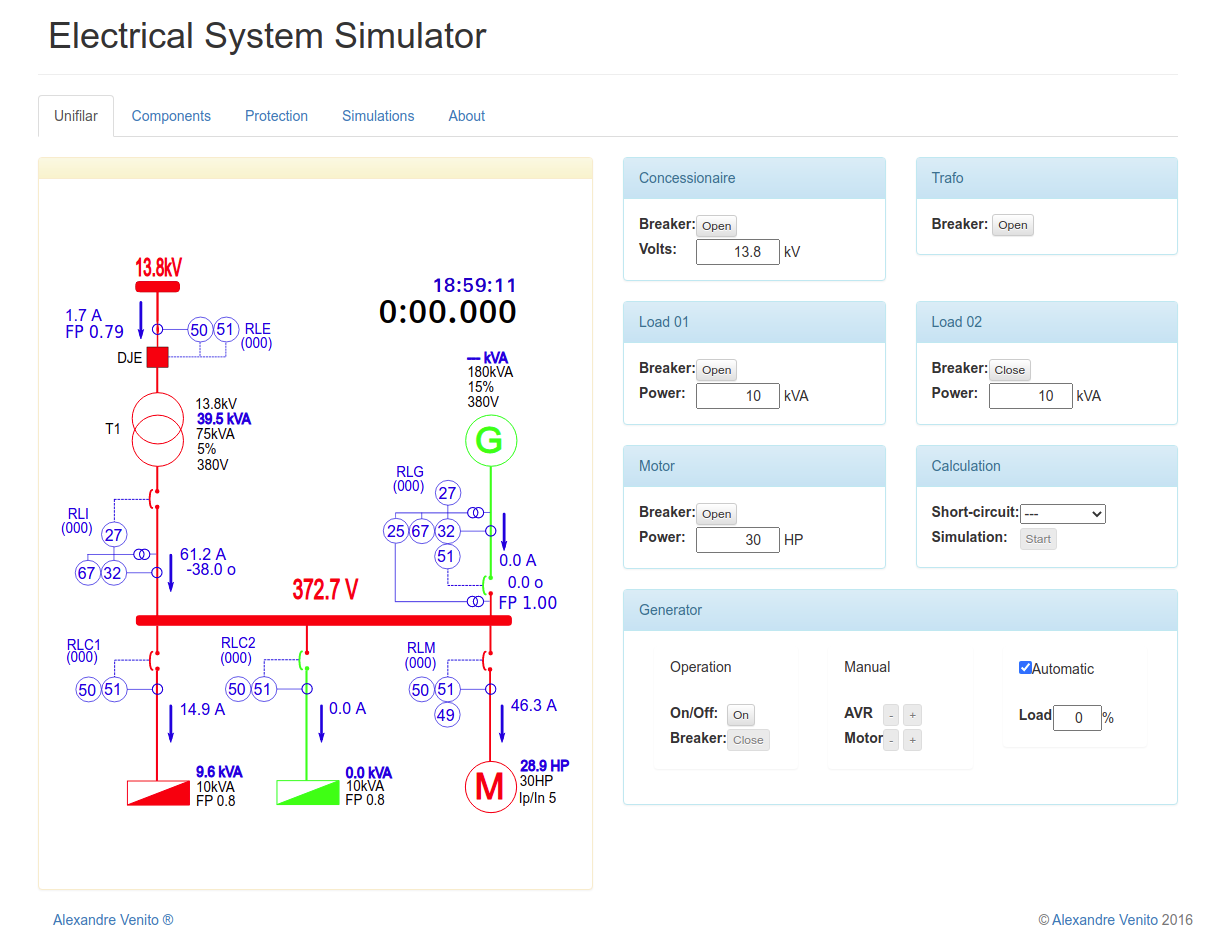 Electrical System Simulator
Unifilar Components Protection Simulations About
13.8kV
18:59:11
0:00.000
1.7 A
FP 0.79
50 51 RLE
(000)
DJE
--- kVA
180kVA
15%
380V
G
T1
13.8kV
39.5 kVA
75kVA
5%
380V
RLI
(000)
27
67 32
61.2 A
-38.0 o
RLG
(000)
27
25 67 32
51
0.0 A
0.0 o
FP 1.00
372.7 V
RLC1
(000)
50 51
14.9 A
9.6 kVA
10kVA
FP 0.8
RLC2
(000)
50 51
0.0 A
0.0 kVA
10kVA
FP 0.8
RLM
(000)
50 51
49
46.3 A
M
28.9 HP
30HP
Ip/In 5
Concessionaire
Breaker: Open
Volts: 13.8 kV
Trafo
Breaker: Open
Load 01
Breaker: Open
Power: 10 kVA
Load 02
Breaker: Close
Power: 10 kVA
Motor
Breaker: Open
Power: 30 HP
Calculation
Short-circuit: ---
Simulation: Start
Generator
Operation
On/Off: On
Breaker: Close
Manual
AVR - +
Motor - +
Automatic
Load 0 %
Alexandre Venito ®
© Alexandre Venito 2016